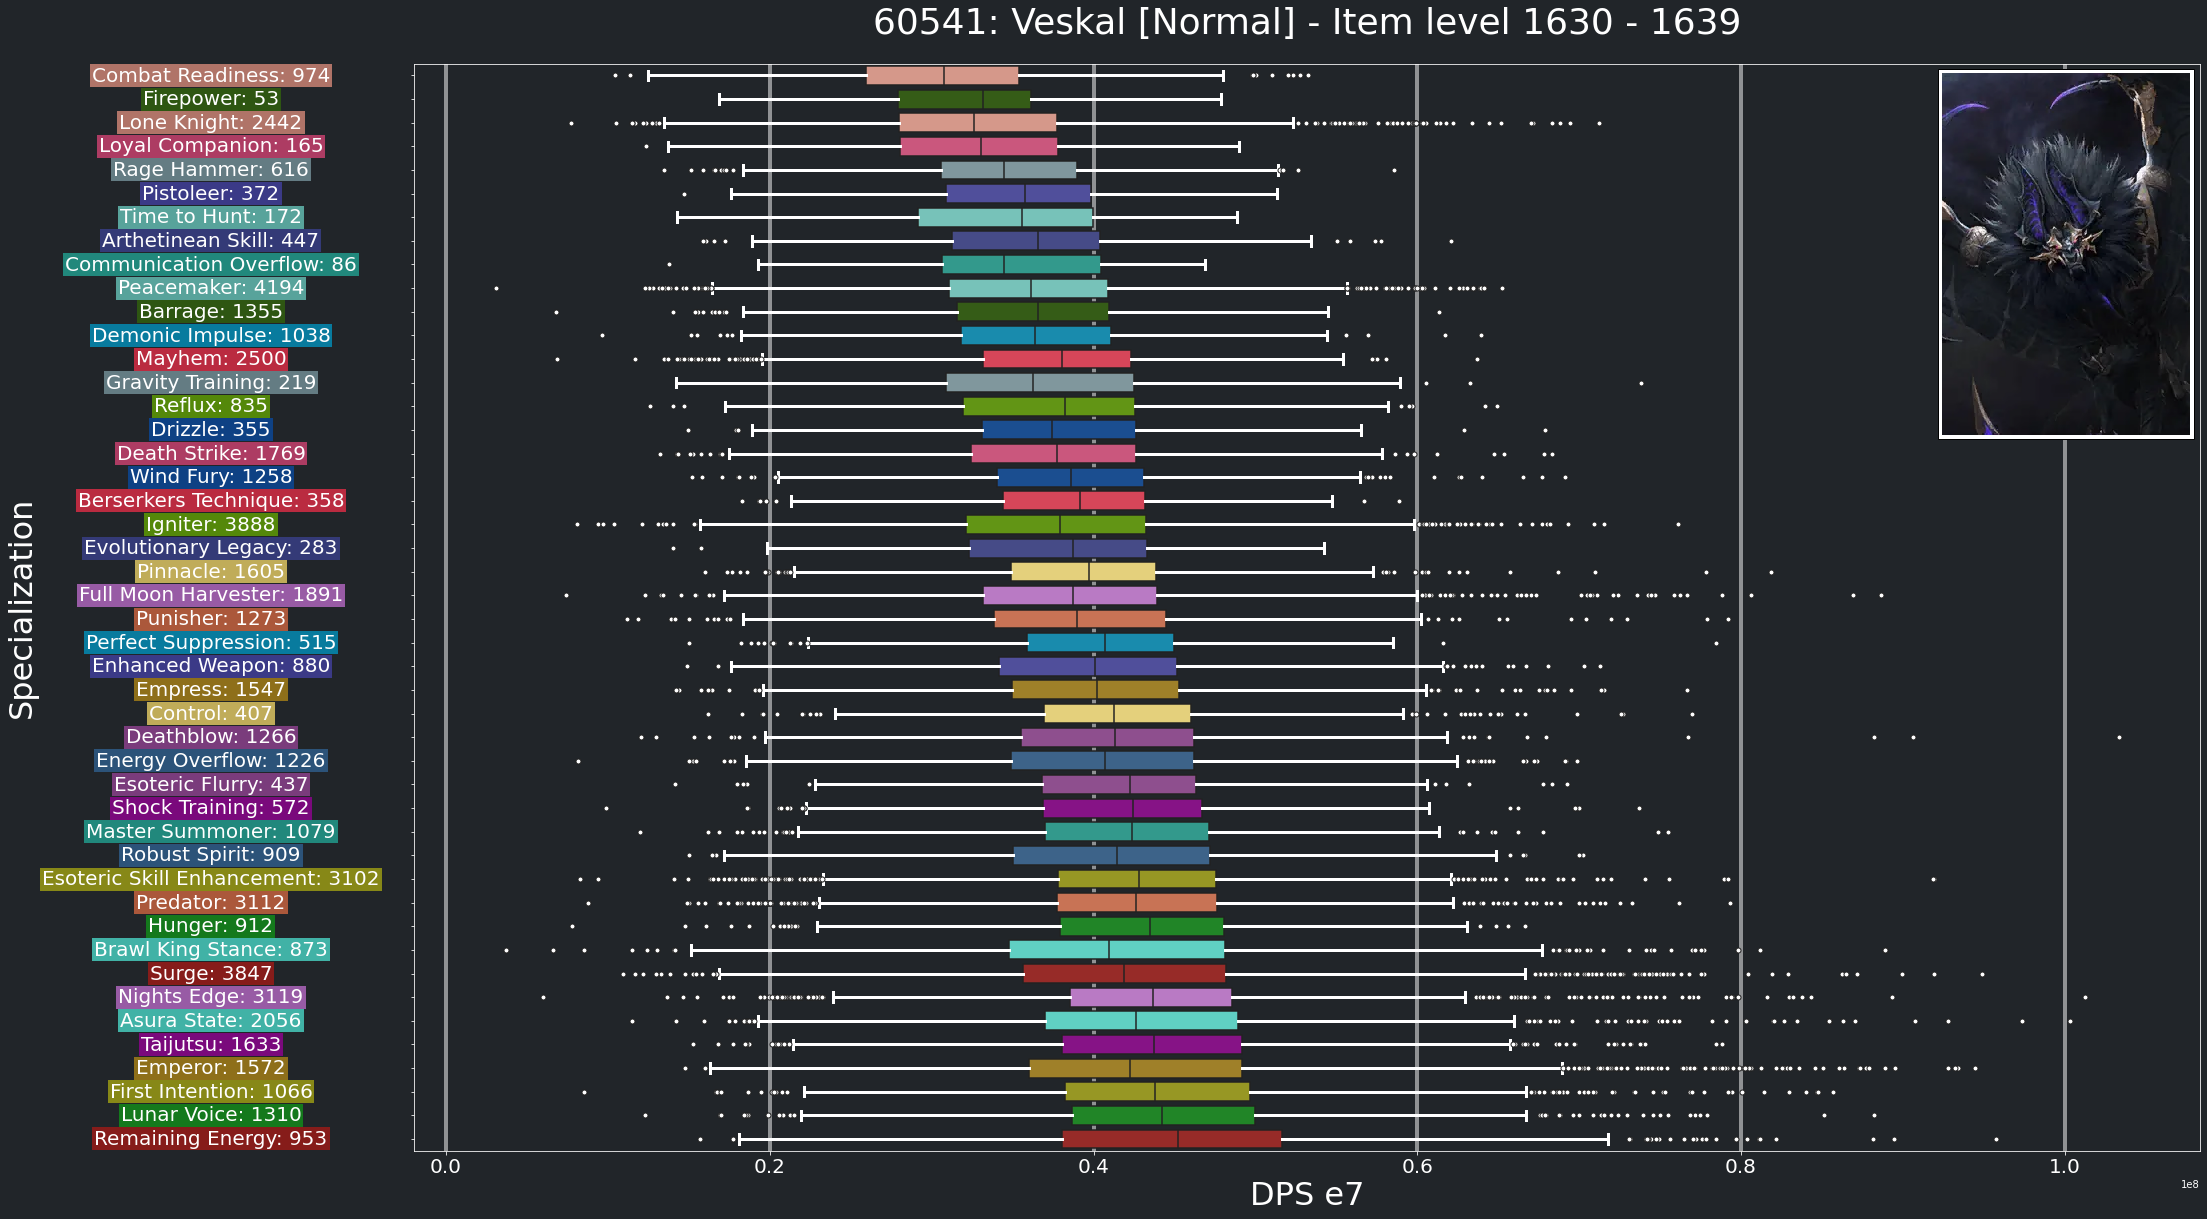 60541: Veskal [Normal] - Item level 1630 - 1639
Combat Readiness: 974
Firepower: 53
Lone Knight: 2442
Loyal Companion: 165
Rage Hammer: 616
Pistoleer: 372
Time to Hunt: 172
Arthetinean Skill: 447
Communication Overflow: 86
Peacemaker: 4194
Barrage: 1355
Demonic Impulse: 1038
Mayhem: 2500
Gravity Training: 219
Reflux: 835
Drizzle: 355
Death Strike: 1769
Wind Fury: 1258
Berserkers Technique: 358
Igniter: 3888
Evolutionary Legacy: 283
Pinnacle: 1605
Full Moon Harvester: 1891
Punisher: 1273
Perfect Suppression: 515
Enhanced Weapon: 880
Empress: 1547
Control: 407
Deathblow: 1266
Energy Overflow: 1226
Esoteric Flurry: 437
Shock Training: 572
Master Summoner: 1079
Robust Spirit: 909
Esoteric Skill Enhancement: 3102
Predator: 3112
Hunger: 912
Brawl King Stance: 873
Surge: 3847
Nights Edge: 3119
Asura State: 2056
Taijutsu: 1633
Emperor: 1572
First Intention: 1066
Lunar Voice: 1310
Remaining Energy: 953
Specialization
0.0 0.2 0.4 0.6 0.8 1.0
1e8
DPS e7